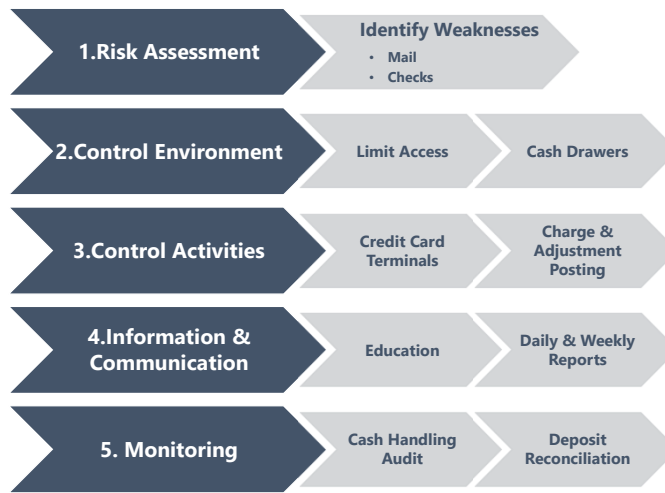 1.Risk Assessment
Identify Weaknesses
• Mail
• Checks
2.Control Environment
Limit Access
Cash Drawers
3.Control Activities
Credit Card
Terminals
Charge &
Adjustment
Posting
4.Information &
Communication
Education
Daily & Weekly
Reports
5. Monitoring
Cash Handling
Audit
Deposit
Reconciliation